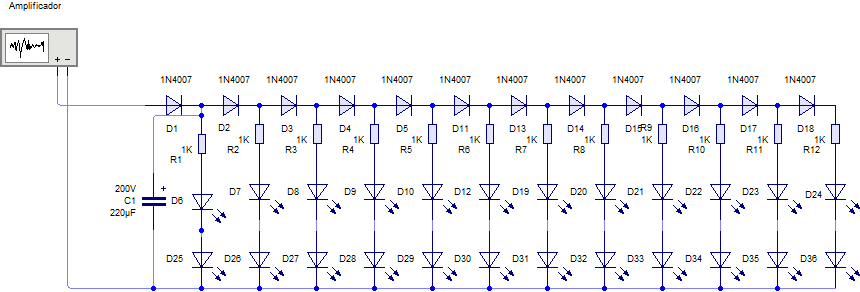 Amplificador
+ −
1N4007 1N4007 1N4007 1N4007 1N4007 1N4007 1N4007 1N4007 1N4007 1N4007 1N4007 1N4007
D1 D2 D3 D4 D5 D11 D13 D14 D15 D16 D17 D18
1K 1K 1K 1K 1K 1K 1K 1K R9 1K 1K 1K 1K
R1 R2 R3 R4 R5 R6 R7 R8 R10 R11 R12
200V +
C1
220µF
D6 D7 D8 D9 D10 D12 D19 D20 D21 D22 D23 D24
D25 D26 D27 D28 D29 D30 D31 D32 D33 D34 D35 D36